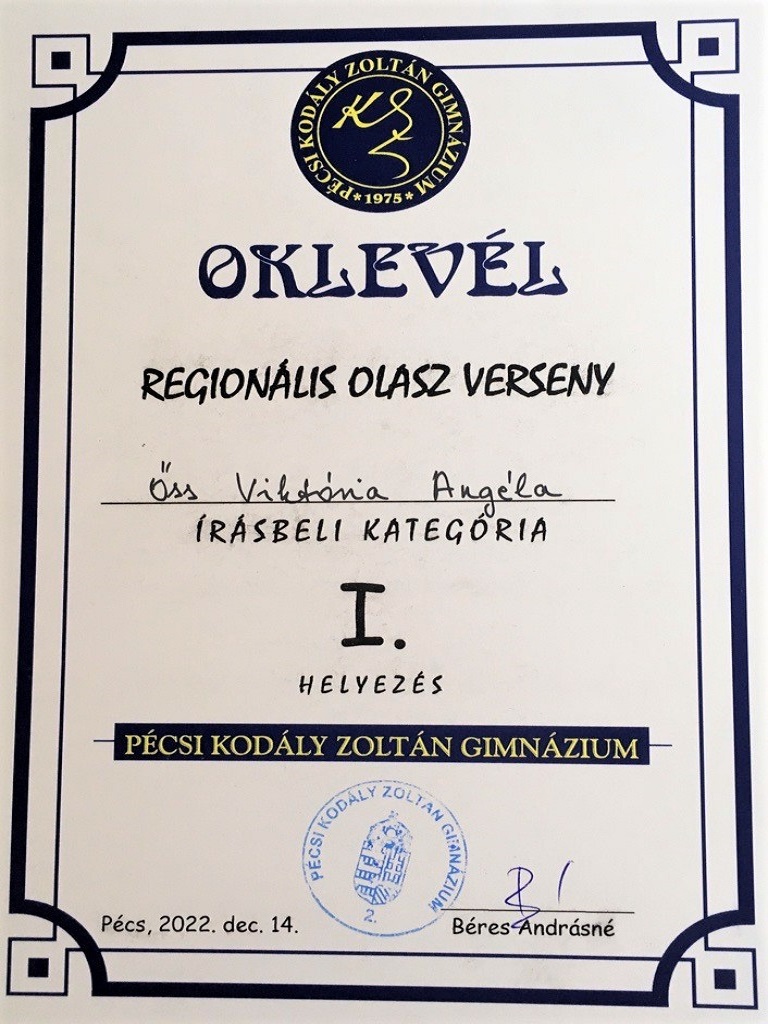 PÉCSI KODÁLY ZOLTÁN GIMNÁZIUM
* 1975 *
KZ
OKLEVÉL
REGIONÁLIS OLASZ VERSENY
Őss Viktória Angéla
ÍRÁSBELI KATEGÓRIA
I.
HELYEZÉS
PÉCSI KODÁLY ZOLTÁN GIMNÁZIUM
PÉCSI KODÁLY ZOLTÁN GIMNÁZIUM
2.
Pécs, 2022. dec. 14.
Béres Andrásné